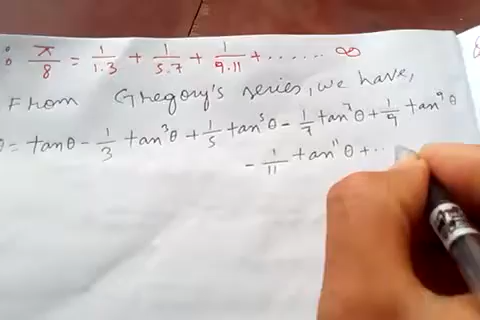 : π/8 = 1/1.3 + 1/5.7 + 1/9.11 + ...... ∞
From Gregory's series, we have,
θ = tanθ - 1/3 tan³θ + 1/5 tan⁵θ - 1/7 tan⁷θ + 1/9 tan⁹θ
- 1/11 tan¹¹θ + ...